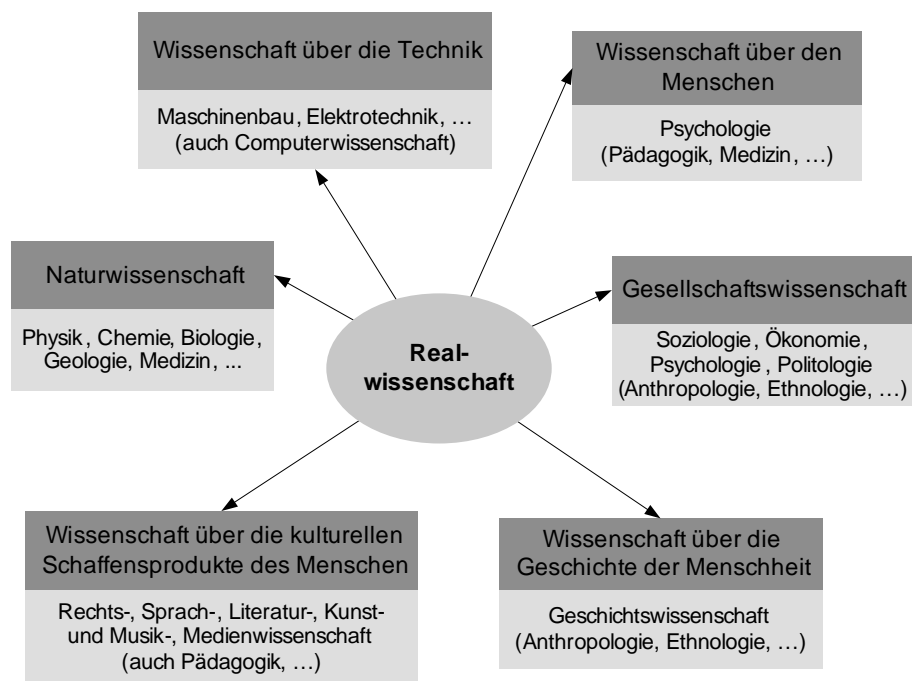 Wissenschaft über die Technik
Maschinenbau, Elektrotechnik, …
(auch Computerwissenschaft)
Wissenschaft über den
Menschen
Psychologie
(Pädagogik, Medizin, …)
Naturwissenschaft
Physik, Chemie, Biologie,
Geologie, Medizin, ...
Real-
wissenschaft
Gesellschaftswissenschaft
Soziologie, Ökonomie,
Psychologie, Politologie
(Anthropologie, Ethnologie, …)
Wissenschaft über die kulturellen
Schaffensprodukte des Menschen
Rechts-, Sprach-, Literatur-, Kunst-
und Musik-, Medienwissenschaft
(auch Pädagogik, …)
Wissenschaft über die
Geschichte der Menschheit
Geschichtswissenschaft
(Anthropologie, Ethnologie, …)